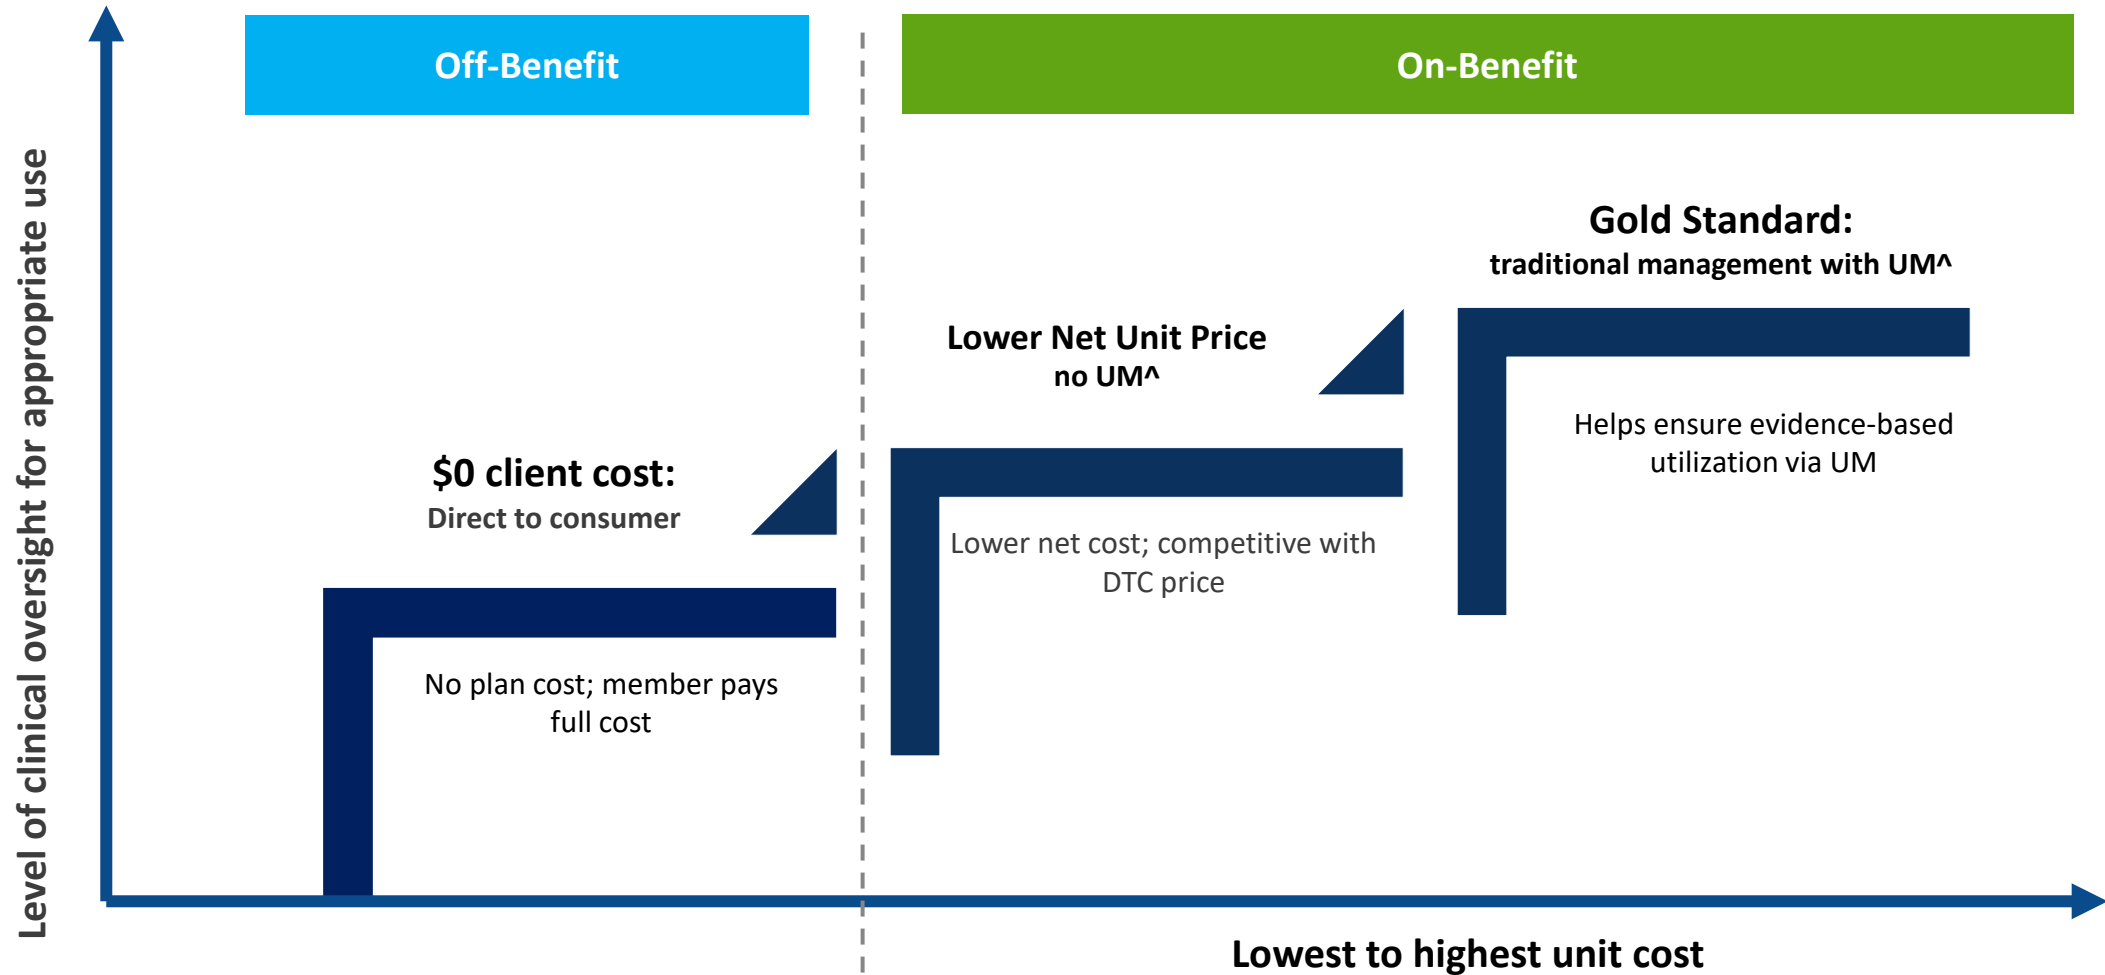 Off-Benefit
On-Benefit
Level of clinical oversight for appropriate use
Gold Standard:
traditional management with UM^
Lower Net Unit Price
no UM^
Helps ensure evidence-based
utilization via UM
$0 client cost:
Direct to consumer
Lower net cost; competitive with
DTC price
No plan cost; member pays
full cost
Lowest to highest unit cost